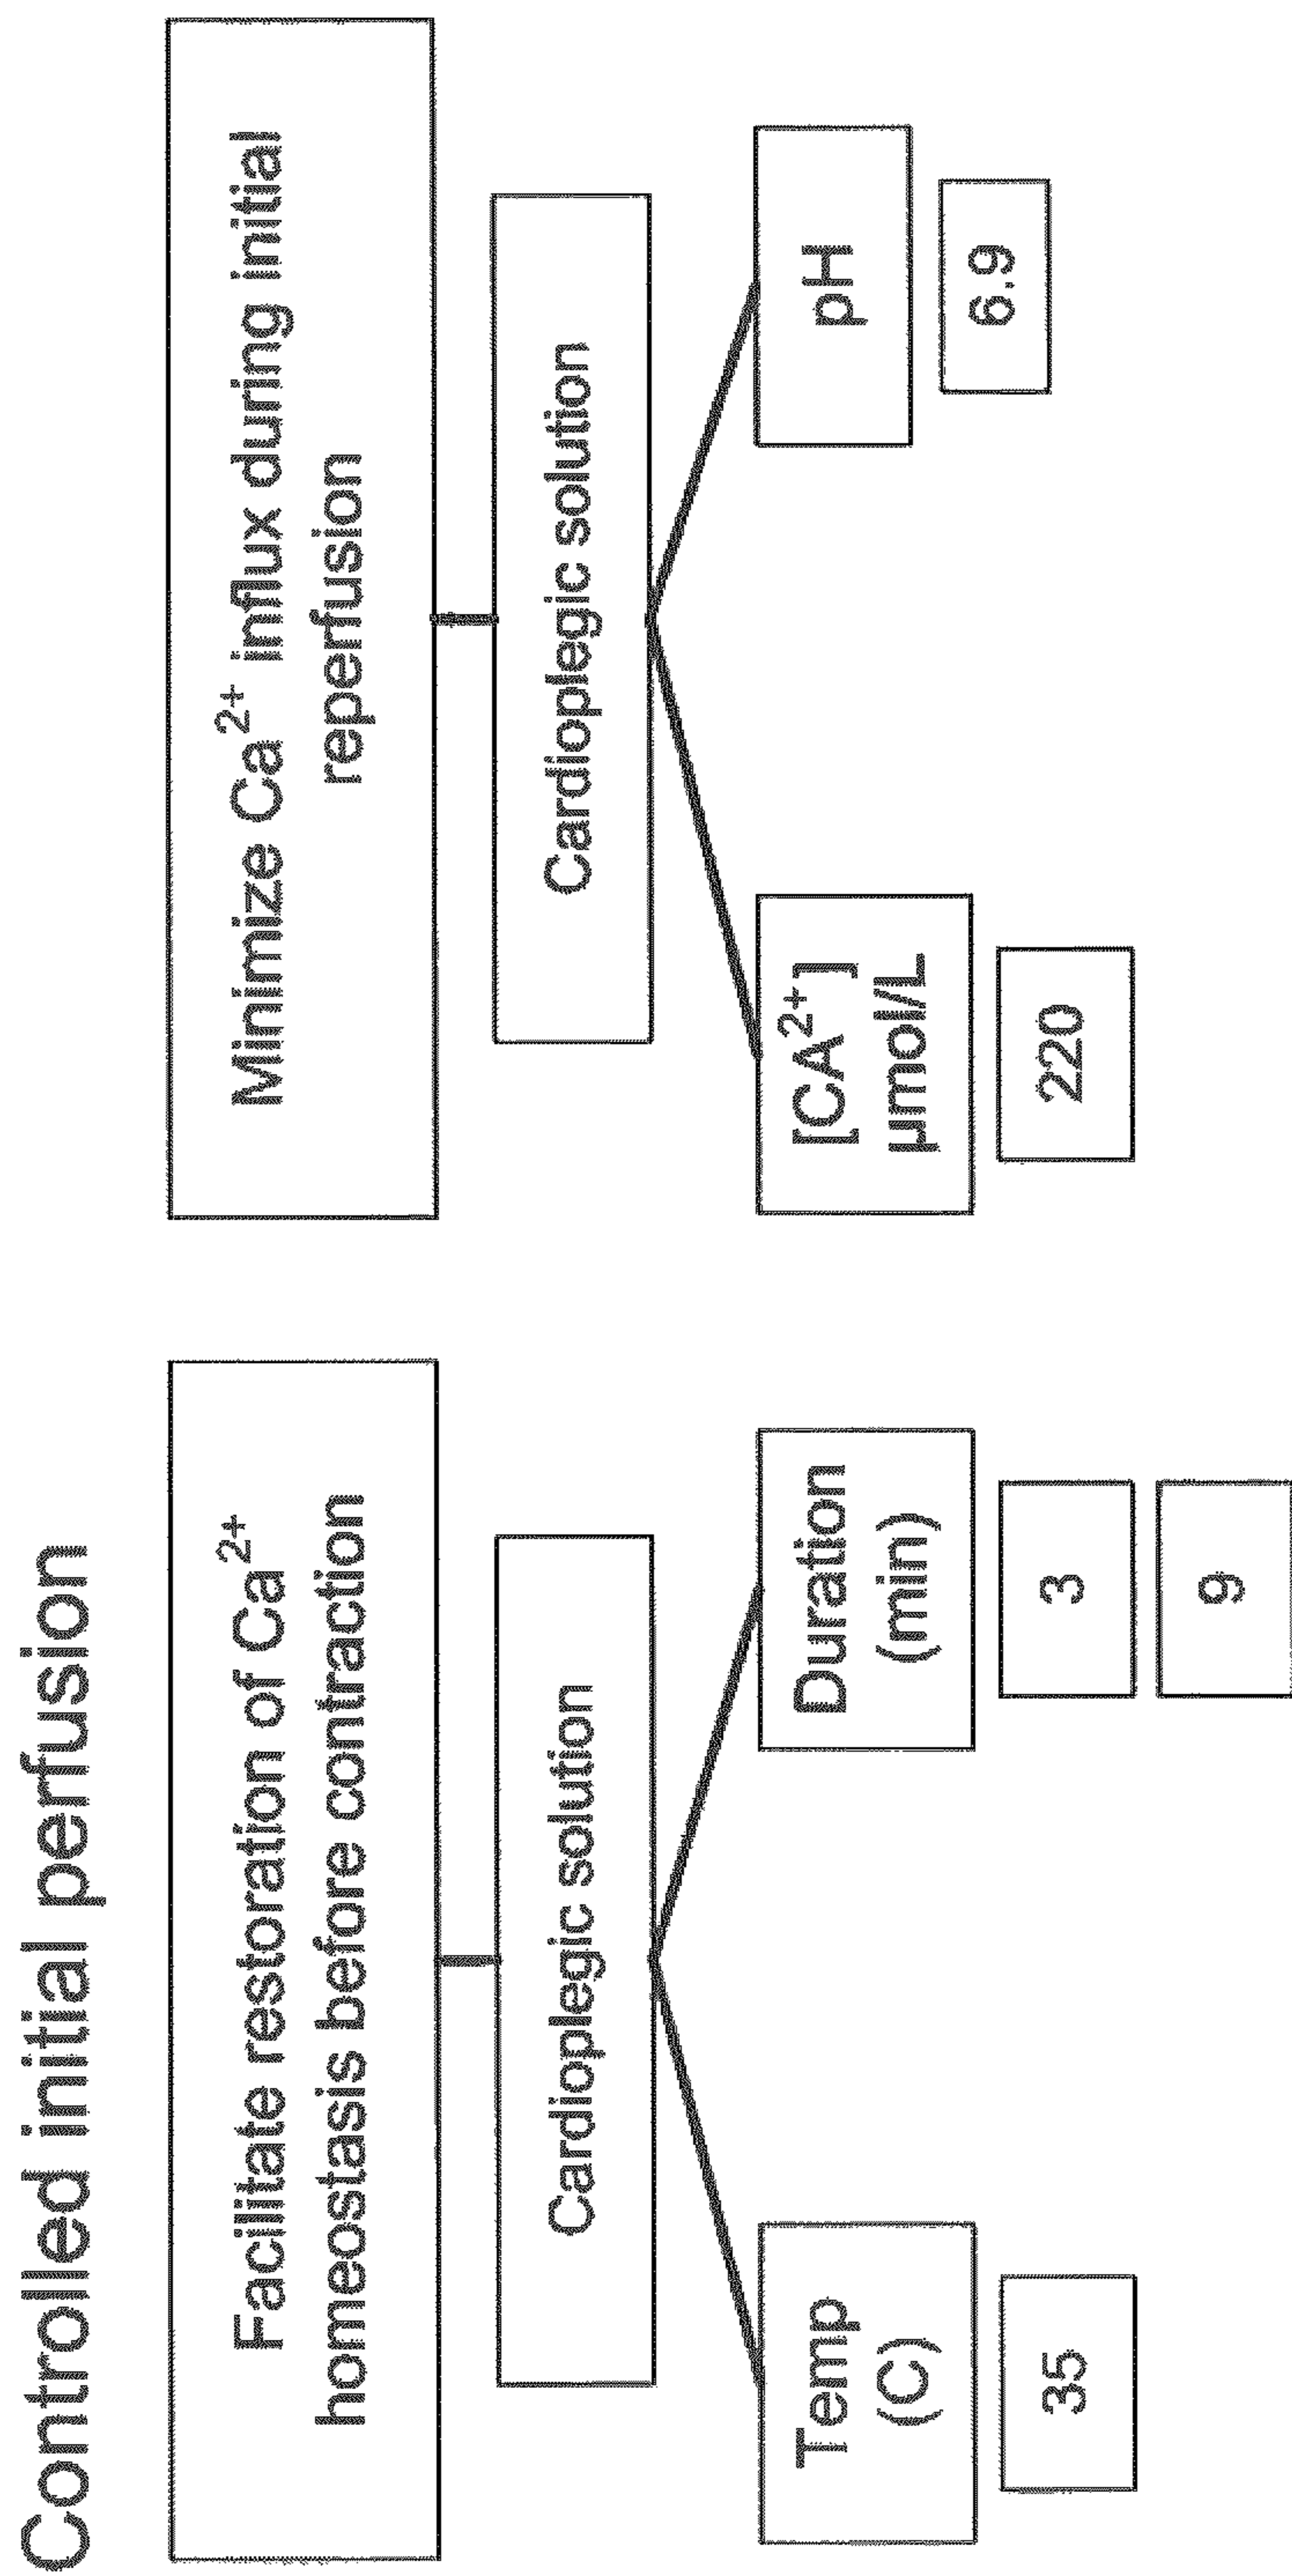 Controlled initial perfusion
Facilitate restoration of Ca²⁺
homeostasis before contraction
Cardioplegic solution
Temp
(C)
35
Duration
(min)
3
9
Minimize Ca²⁺ influx during initial
reperfusion
Cardioplegic solution
[CA²⁺]
µmol/L
220
pH
6.9